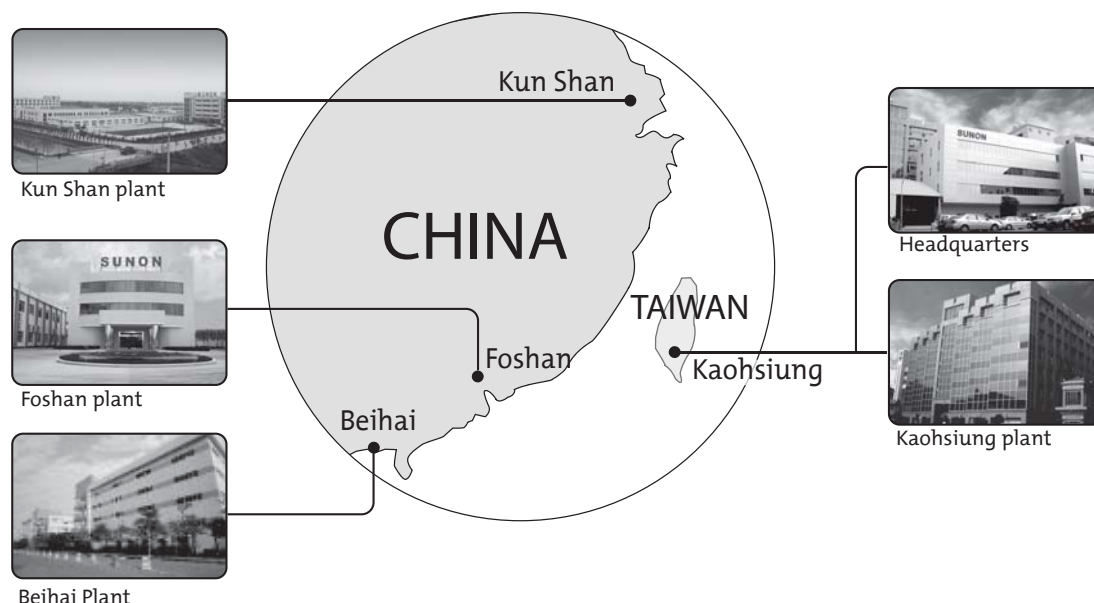 Kun Shan
Kun Shan plant
SUNON
Headquarters
CHINA
SUNON
Foshan plant
TAIWAN
Foshan
Kaohsiung
Kaohsiung plant
Beihai
Beihai Plant